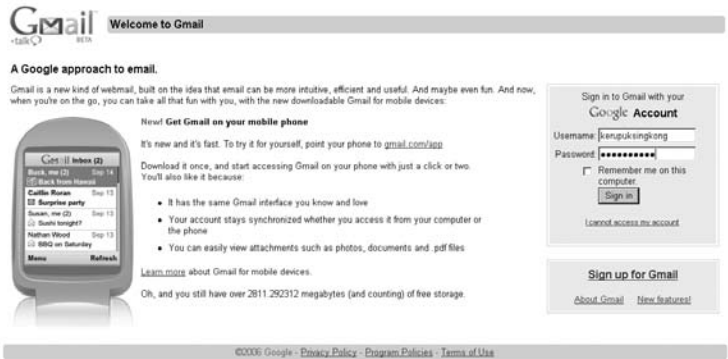 Gmail
+talk BETA
Welcome to Gmail
A Google approach to email.
Gmail is a new kind of webmail, built on the idea that email can be more intuitive, efficient and useful. And maybe even fun. And now,
when you're on the go, you can take all that fun with you, with the new downloadable Gmail for mobile devices:
Gmail Inbox (2)
Buck, me (2) Sep 14
Back from Hawaii
Caitlin Roran Sep 13
Surprise party
Susan, me (2) Sep 13
Sushi tonight?
Nathan Wood Sep 13
BBQ on Saturday
Menu Refresh
New! Get Gmail on your mobile phone
It's new and it's fast. To try it for yourself, point your phone to gmail.com/app
Download it once, and start accessing Gmail on your phone with just a click or two.
You'll also like it because:
• It has the same Gmail interface you know and love
• Your account stays synchronized whether you access it from your computer or
the phone
• You can easily view attachments such as photos, documents and .pdf files
Learn more about Gmail for mobile devices.
Oh, and you still have over 2811.292312 megabytes (and counting) of free storage.
Sign in to Gmail with your
Google Account
Username: kerupuksingkong
Password: ••••••••••
Remember me on this
computer.
Sign in
I cannot access my account
Sign up for Gmail
About Gmail New features!
©2006 Google - Privacy Policy - Program Policies - Terms of Use